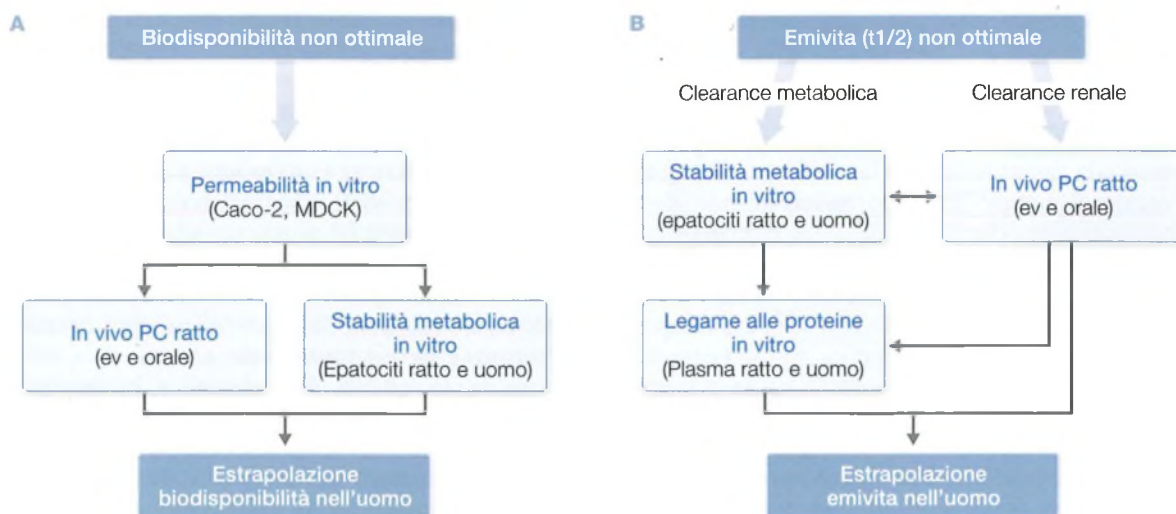 A
Biodisponibilità non ottimale
Permeabilità in vitro
(Caco-2, MDCK)
In vivo PC ratto
(ev e orale)
Stabilità metabolica
in vitro
(Epatociti ratto e uomo)
Estrapolazione
biodisponibilità nell'uomo
B
Emivita (t1/2) non ottimale
Clearance metabolica
Clearance renale
Stabilità metabolica
in vitro
(epatociti ratto e uomo)
In vivo PC ratto
(ev e orale)
Legame alle proteine
in vitro
(Plasma ratto e uomo)
Estrapolazione
emivita nell'uomo